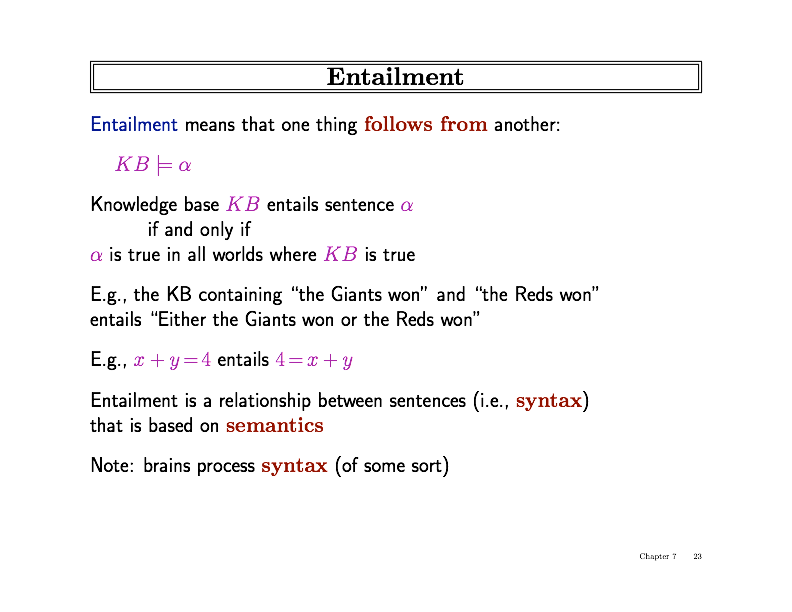 Entailment
Entailment means that one thing follows from another:
KB ⊨ α
Knowledge base KB entails sentence α
if and only if
α is true in all worlds where KB is true
E.g., the KB containing “the Giants won” and “the Reds won”
entails “Either the Giants won or the Reds won”
E.g., x + y = 4 entails 4 = x + y
Entailment is a relationship between sentences (i.e., syntax)
that is based on semantics
Note: brains process syntax (of some sort)
Chapter 7 23